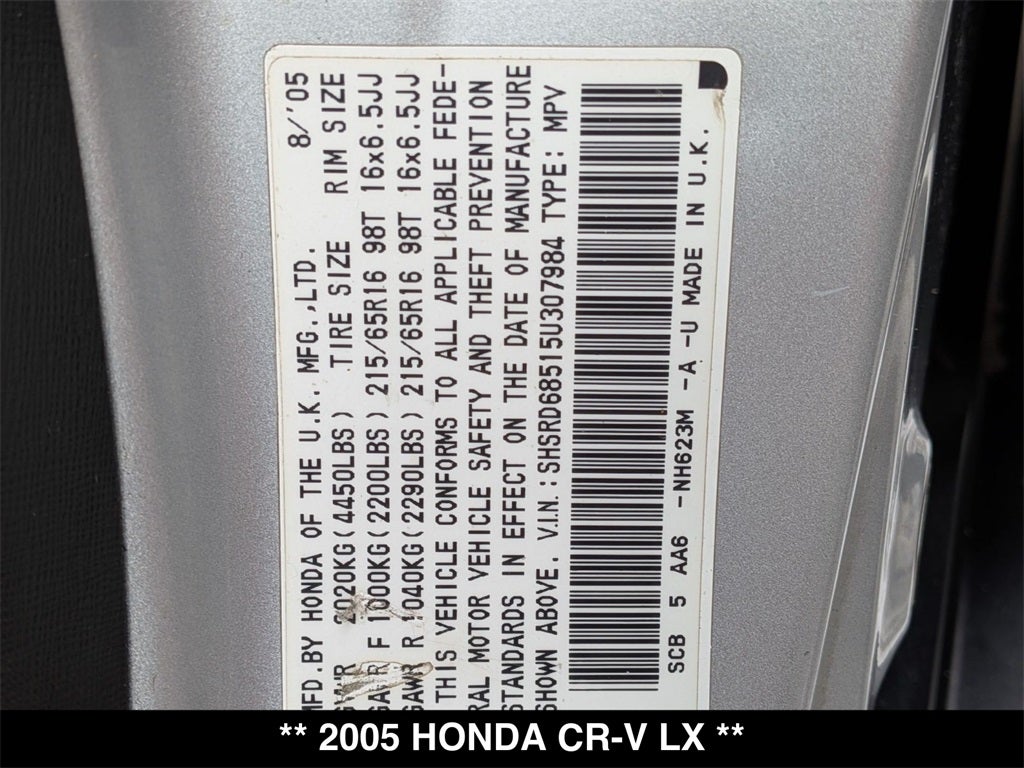 MFD. BY HONDA OF THE U.K. MFG.,LTD. 8/'05
GVWR 2020KG(4450LBS) TIRE SIZE RIM SIZE
GAWR F 1000KG(2200LBS) 215/65R16 98T 16x6.5JJ
GAWR R 1040KG(2290LBS) 215/65R16 98T 16x6.5JJ
THIS VEHICLE CONFORMS TO ALL APPLICABLE FEDE-
RAL MOTOR VEHICLE SAFETY AND THEFT PREVENTION
STANDARDS IN EFFECT ON THE DATE OF MANUFACTURE
SHOWN ABOVE. V.I.N.: SHSRD68515U307984 TYPE: MPV
SCB 5 AA6 -NH623M -A -U MADE IN U.K.
** 2005 HONDA CR-V LX **